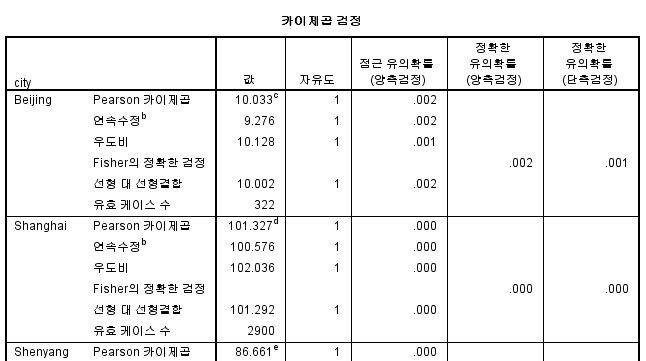 카이제곱 검정
city 값 자유도 점근 유의확률 (양측검정) 정확한 유의확률 (양측검정) 정확한 유의확률 (단측검정)
Beijing Pearson 카이제곱 10.033c 1 .002
연속수정b 9.276 1 .002
우도비 10.128 1 .001
Fisher의 정확한 검정 .002 .001
선형 대 선형결합 10.002 1 .002
유효 케이스 수 322
Shanghai Pearson 카이제곱 101.327d 1 .000
연속수정b 100.576 1 .000
우도비 102.036 1 .000
Fisher의 정확한 검정 .000 .000
선형 대 선형결합 101.292 1 .000
유효 케이스 수 2900
Shenyang Pearson 카이제곱 86.661e 1 .000